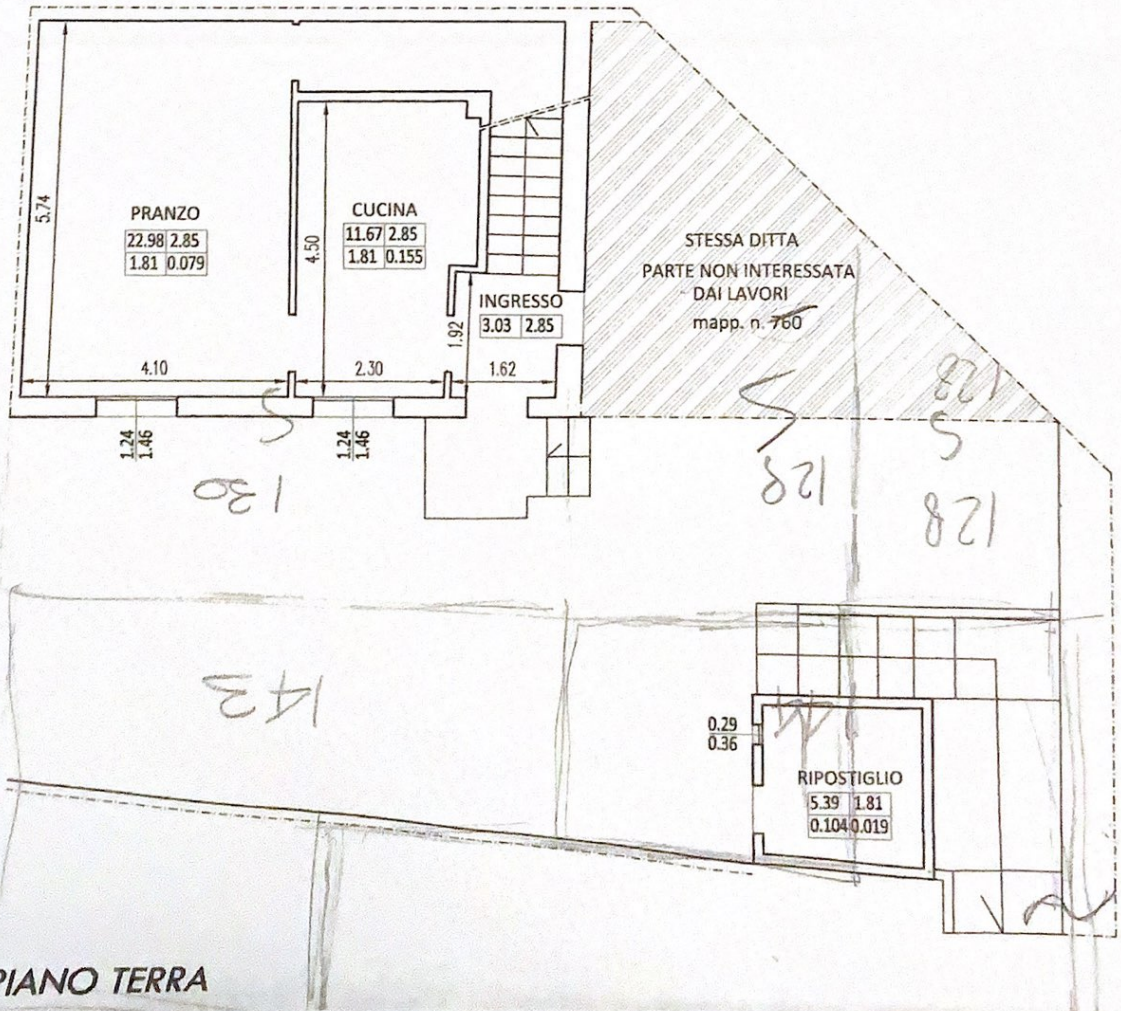 5.74
PRANZO
22.98 2.85
1.81 0.079
4.10
CUCINA
11.67 2.85
1.81 0.155
4.50
2.30
INGRESSO
3.03 2.85
1.92
1.62
STESSA DITTA
PARTE NON INTERESSATA
DAI LAVORI
mapp. n. 760
1.24
1.46
1.24
1.46
130
128
128
143
0.29
0.36
RIPOSTIGLIO
5.39 1.81
0.104 0.019
PIANO TERRA